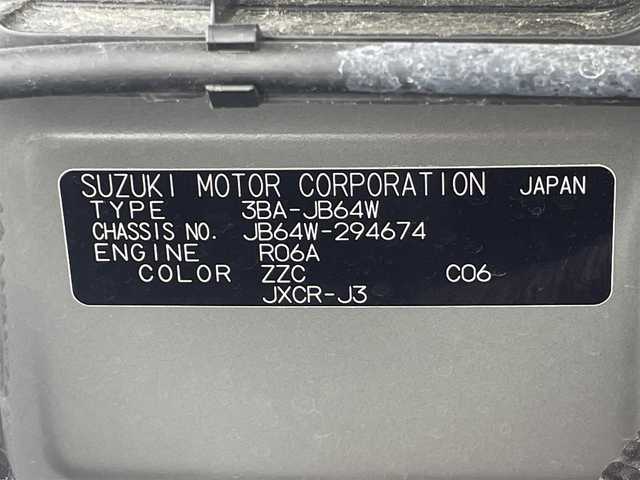 SUZUKI MOTOR CORPORATION JAPAN
TYPE 3BA-JB64W
CHASSIS NO. JB64W-294674
ENGINE R06A
COLOR ZZC C06
JXCR-J3